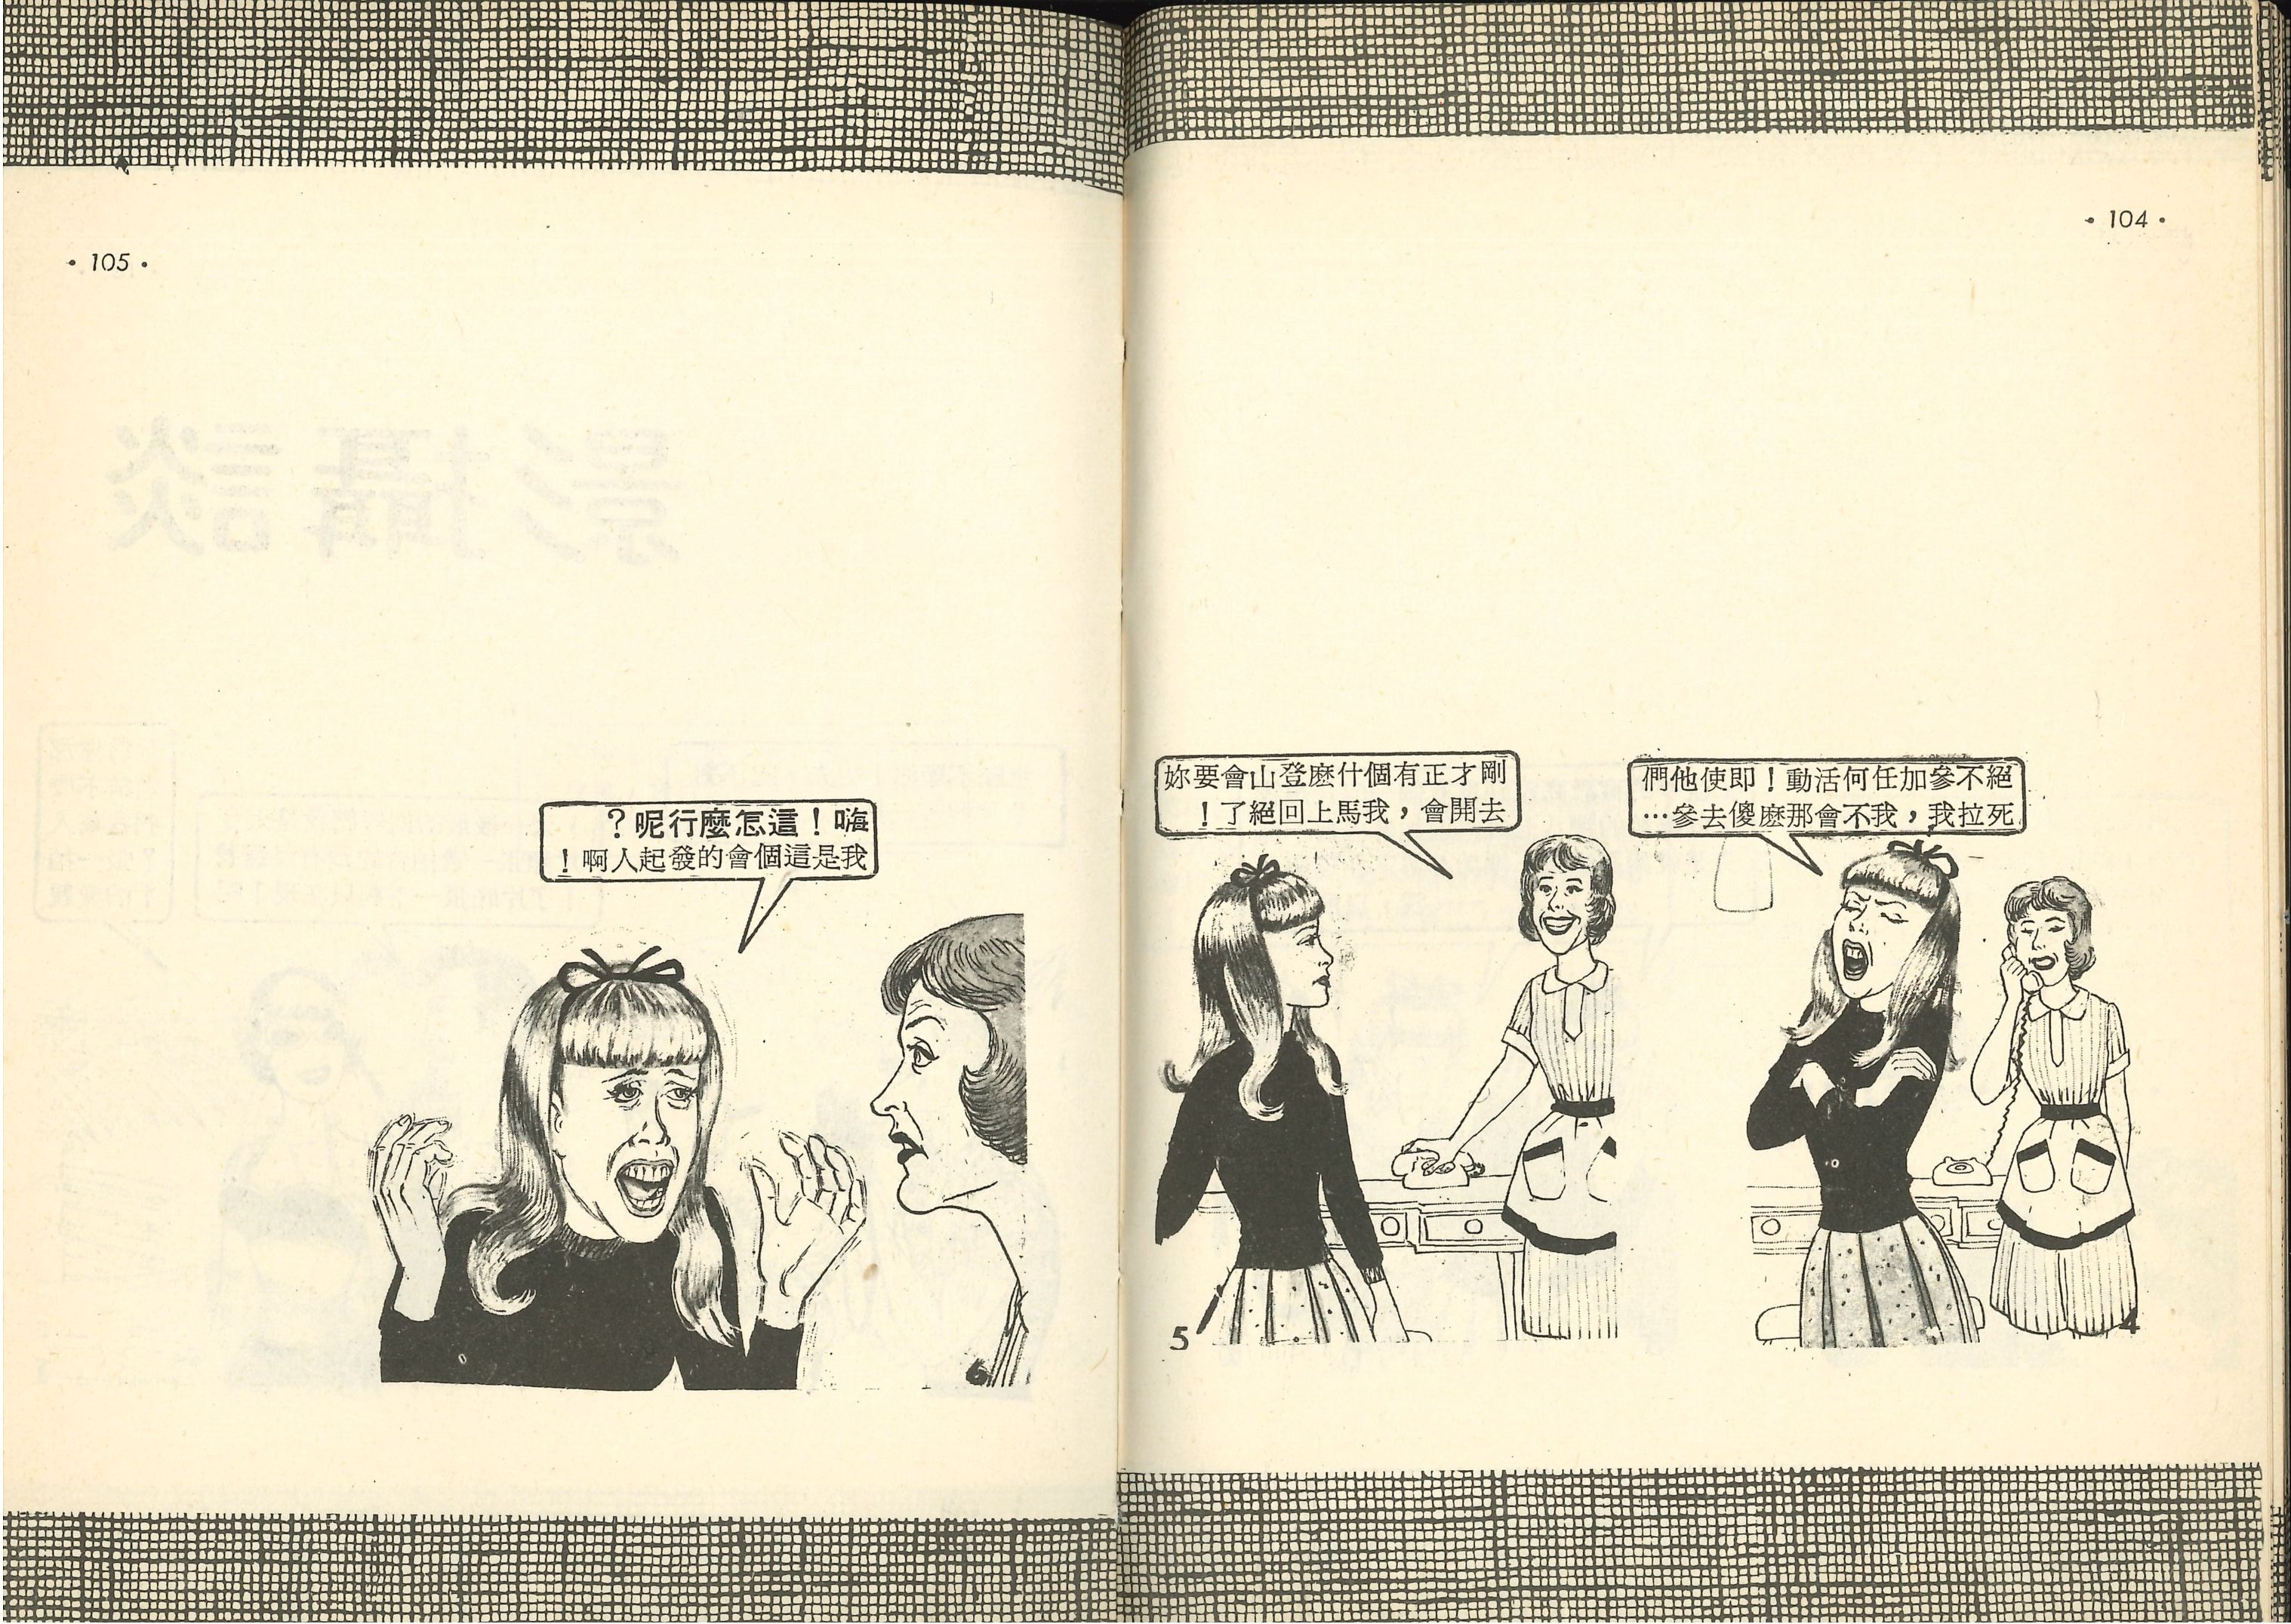 · 104 ·
絕不參加任何活動！即使他們
死拉我，我不會那麼傻去參…
4
剛才正有個什麼登山會要妳
去開會，我馬上回絕了！
5
· 105 ·
嗨！這怎麼行呢？
我是這個會的發起人啊！
6